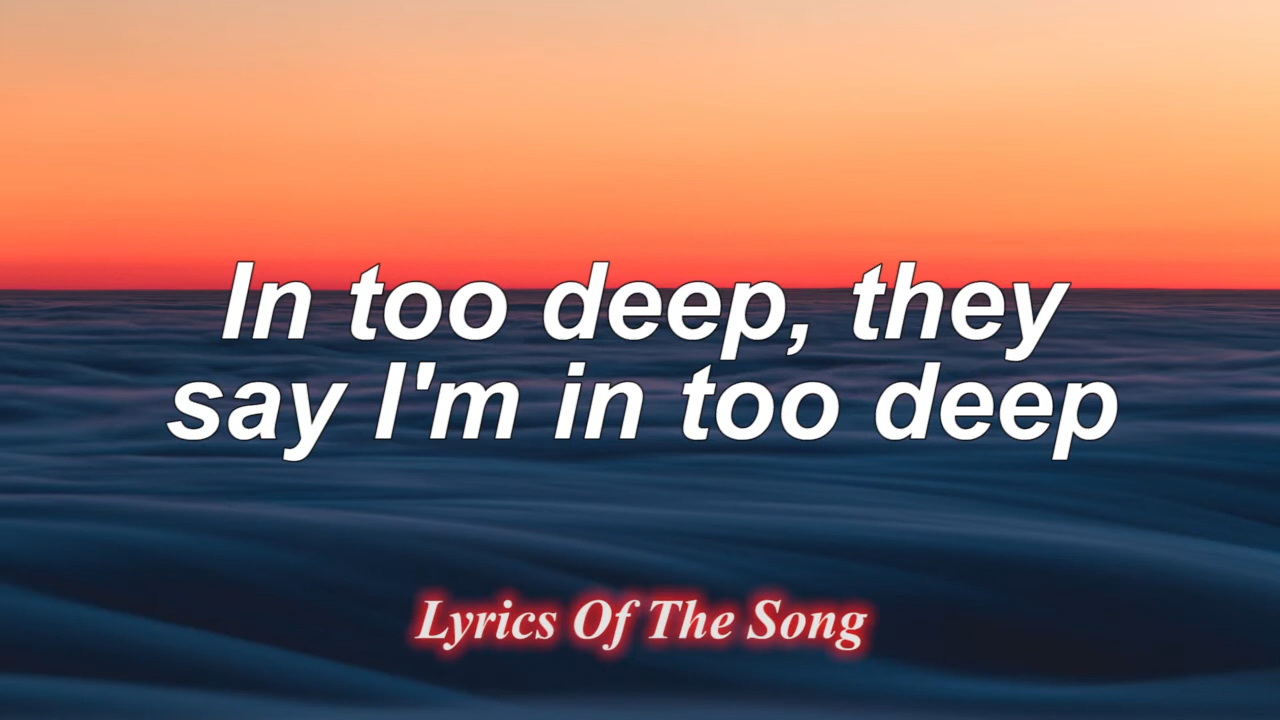 In too deep, they
say I'm in too deep
Lyrics Of The Song